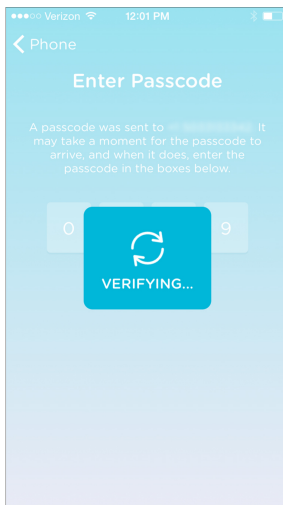 Verizon 12:01 PM
Phone
Enter Passcode
A passcode was sent to It
may take a moment for the passcode to
arrive, and when it does, enter the
passcode in the boxes below.
0 9
VERIFYING...